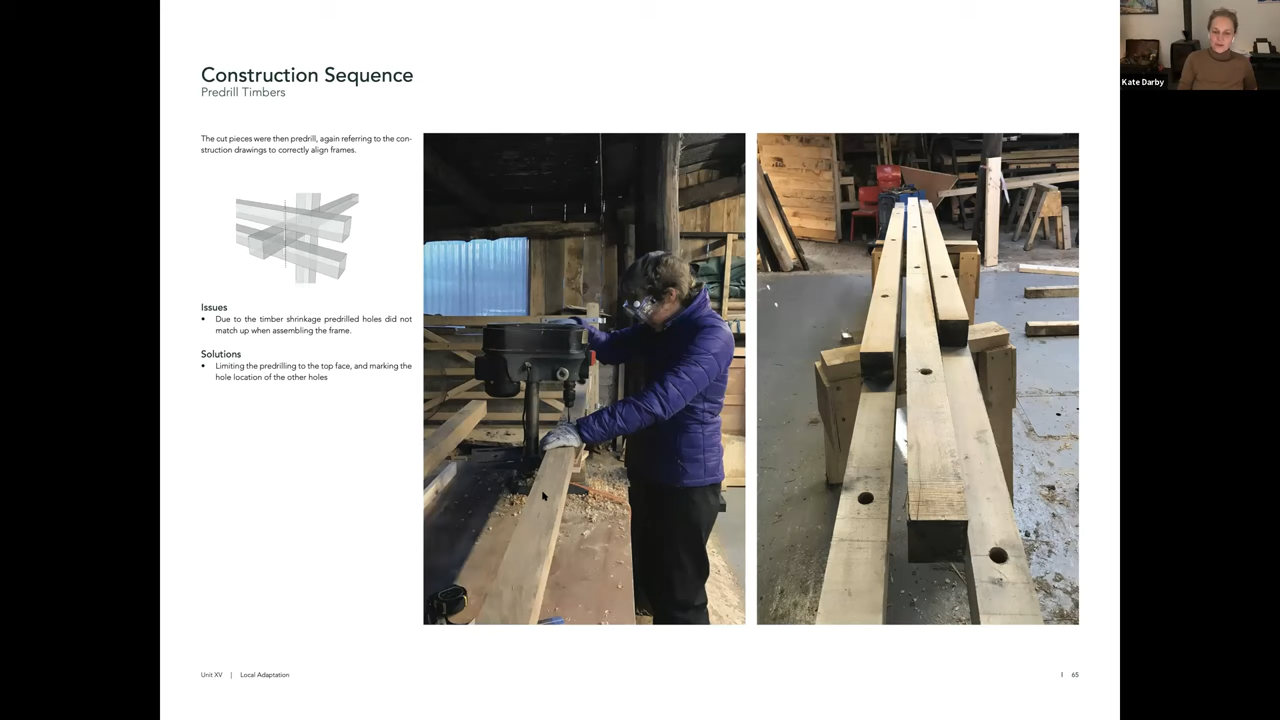 Construction Sequence
Predrill Timbers
The cut pieces were then predrill, again referring to the con-
struction drawings to correctly align frames.
Issues
• Due to the timber shrinkage predrilled holes did not
match up when assembling the frame.
Solutions
• Limiting the predrilling to the top face, and marking the
hole location of the other holes
Unit XV | Local Adaptation
| 65
Kate Darby